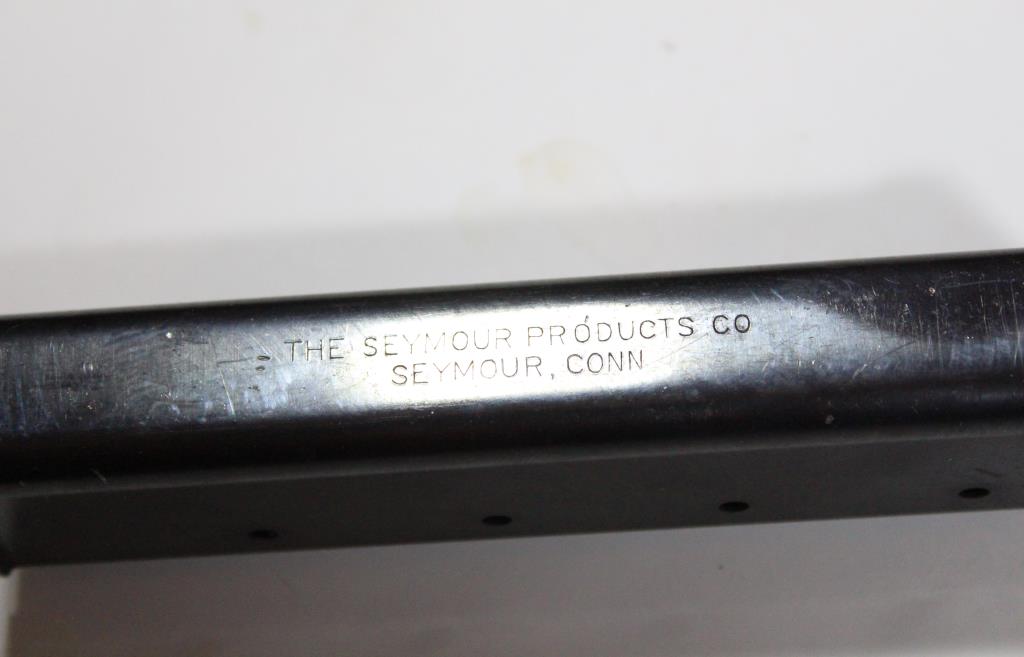 THE SEYMOUR PRODUCTS CO
SEYMOUR, CONN